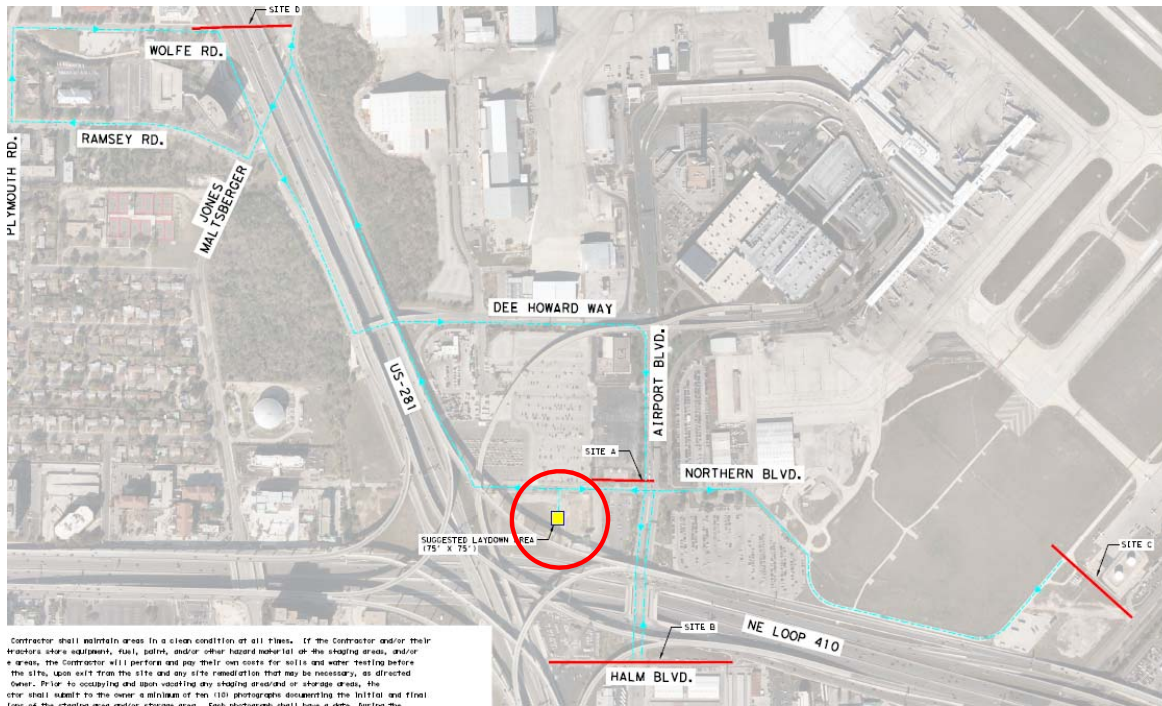 SITE D
WOLFE RD.
RAMSEY RD.
PLYMOUTH RD.
JONES
MALTSBERGER
DEE HOWARD WAY
US-281
AIRPORT BLVD.
SITE A
NORTHERN BLVD.
SUGGESTED LAYDOWN AREA
(75' X 75')
SITE C
SITE B
NE LOOP 410
HALM BLVD.
Contractor shall maintain areas in a clean condition at all times. If the Contractor and/or their
tractors store equipment, fuel, paint, and/or other hazard material at the staging areas, and/or
e areas, the Contractor will perform and pay their own costs for soils and water testing before
the site, upon exit from the site and any site remediation that may be necessary, as directed
Owner. Prior to occupying and upon vacating any staging area/and or storage areas, the
ctor shall submit to the owner a minimum of ten (10) photographs documenting the initial and final
ions of the staging area and/or storage area. Each photograph shall have a date. During the